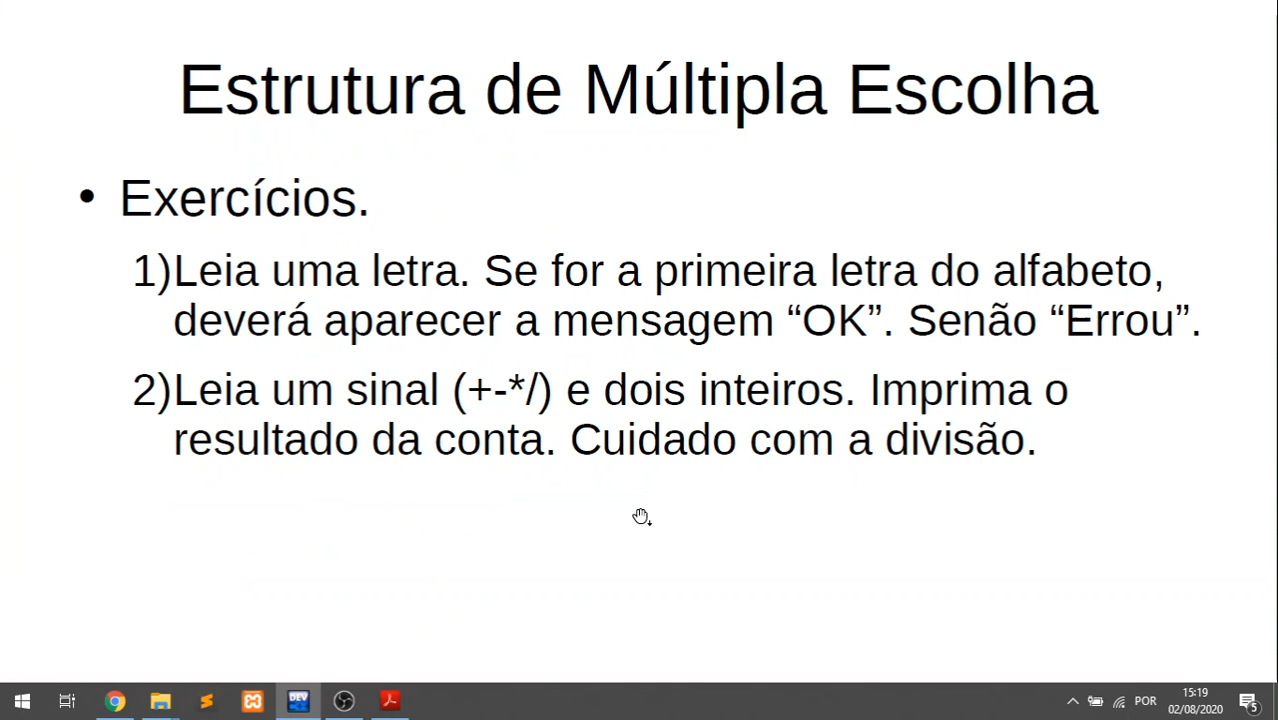 Estrutura de Múltipla Escolha
• Exercícios.
1)Leia uma letra. Se for a primeira letra do alfabeto,
deverá aparecer a mensagem “OK”. Senão “Errou”.
2)Leia um sinal (+-*/) e dois inteiros. Imprima o
resultado da conta. Cuidado com a divisão.
DEV
POR
15:19
02/08/2020
5